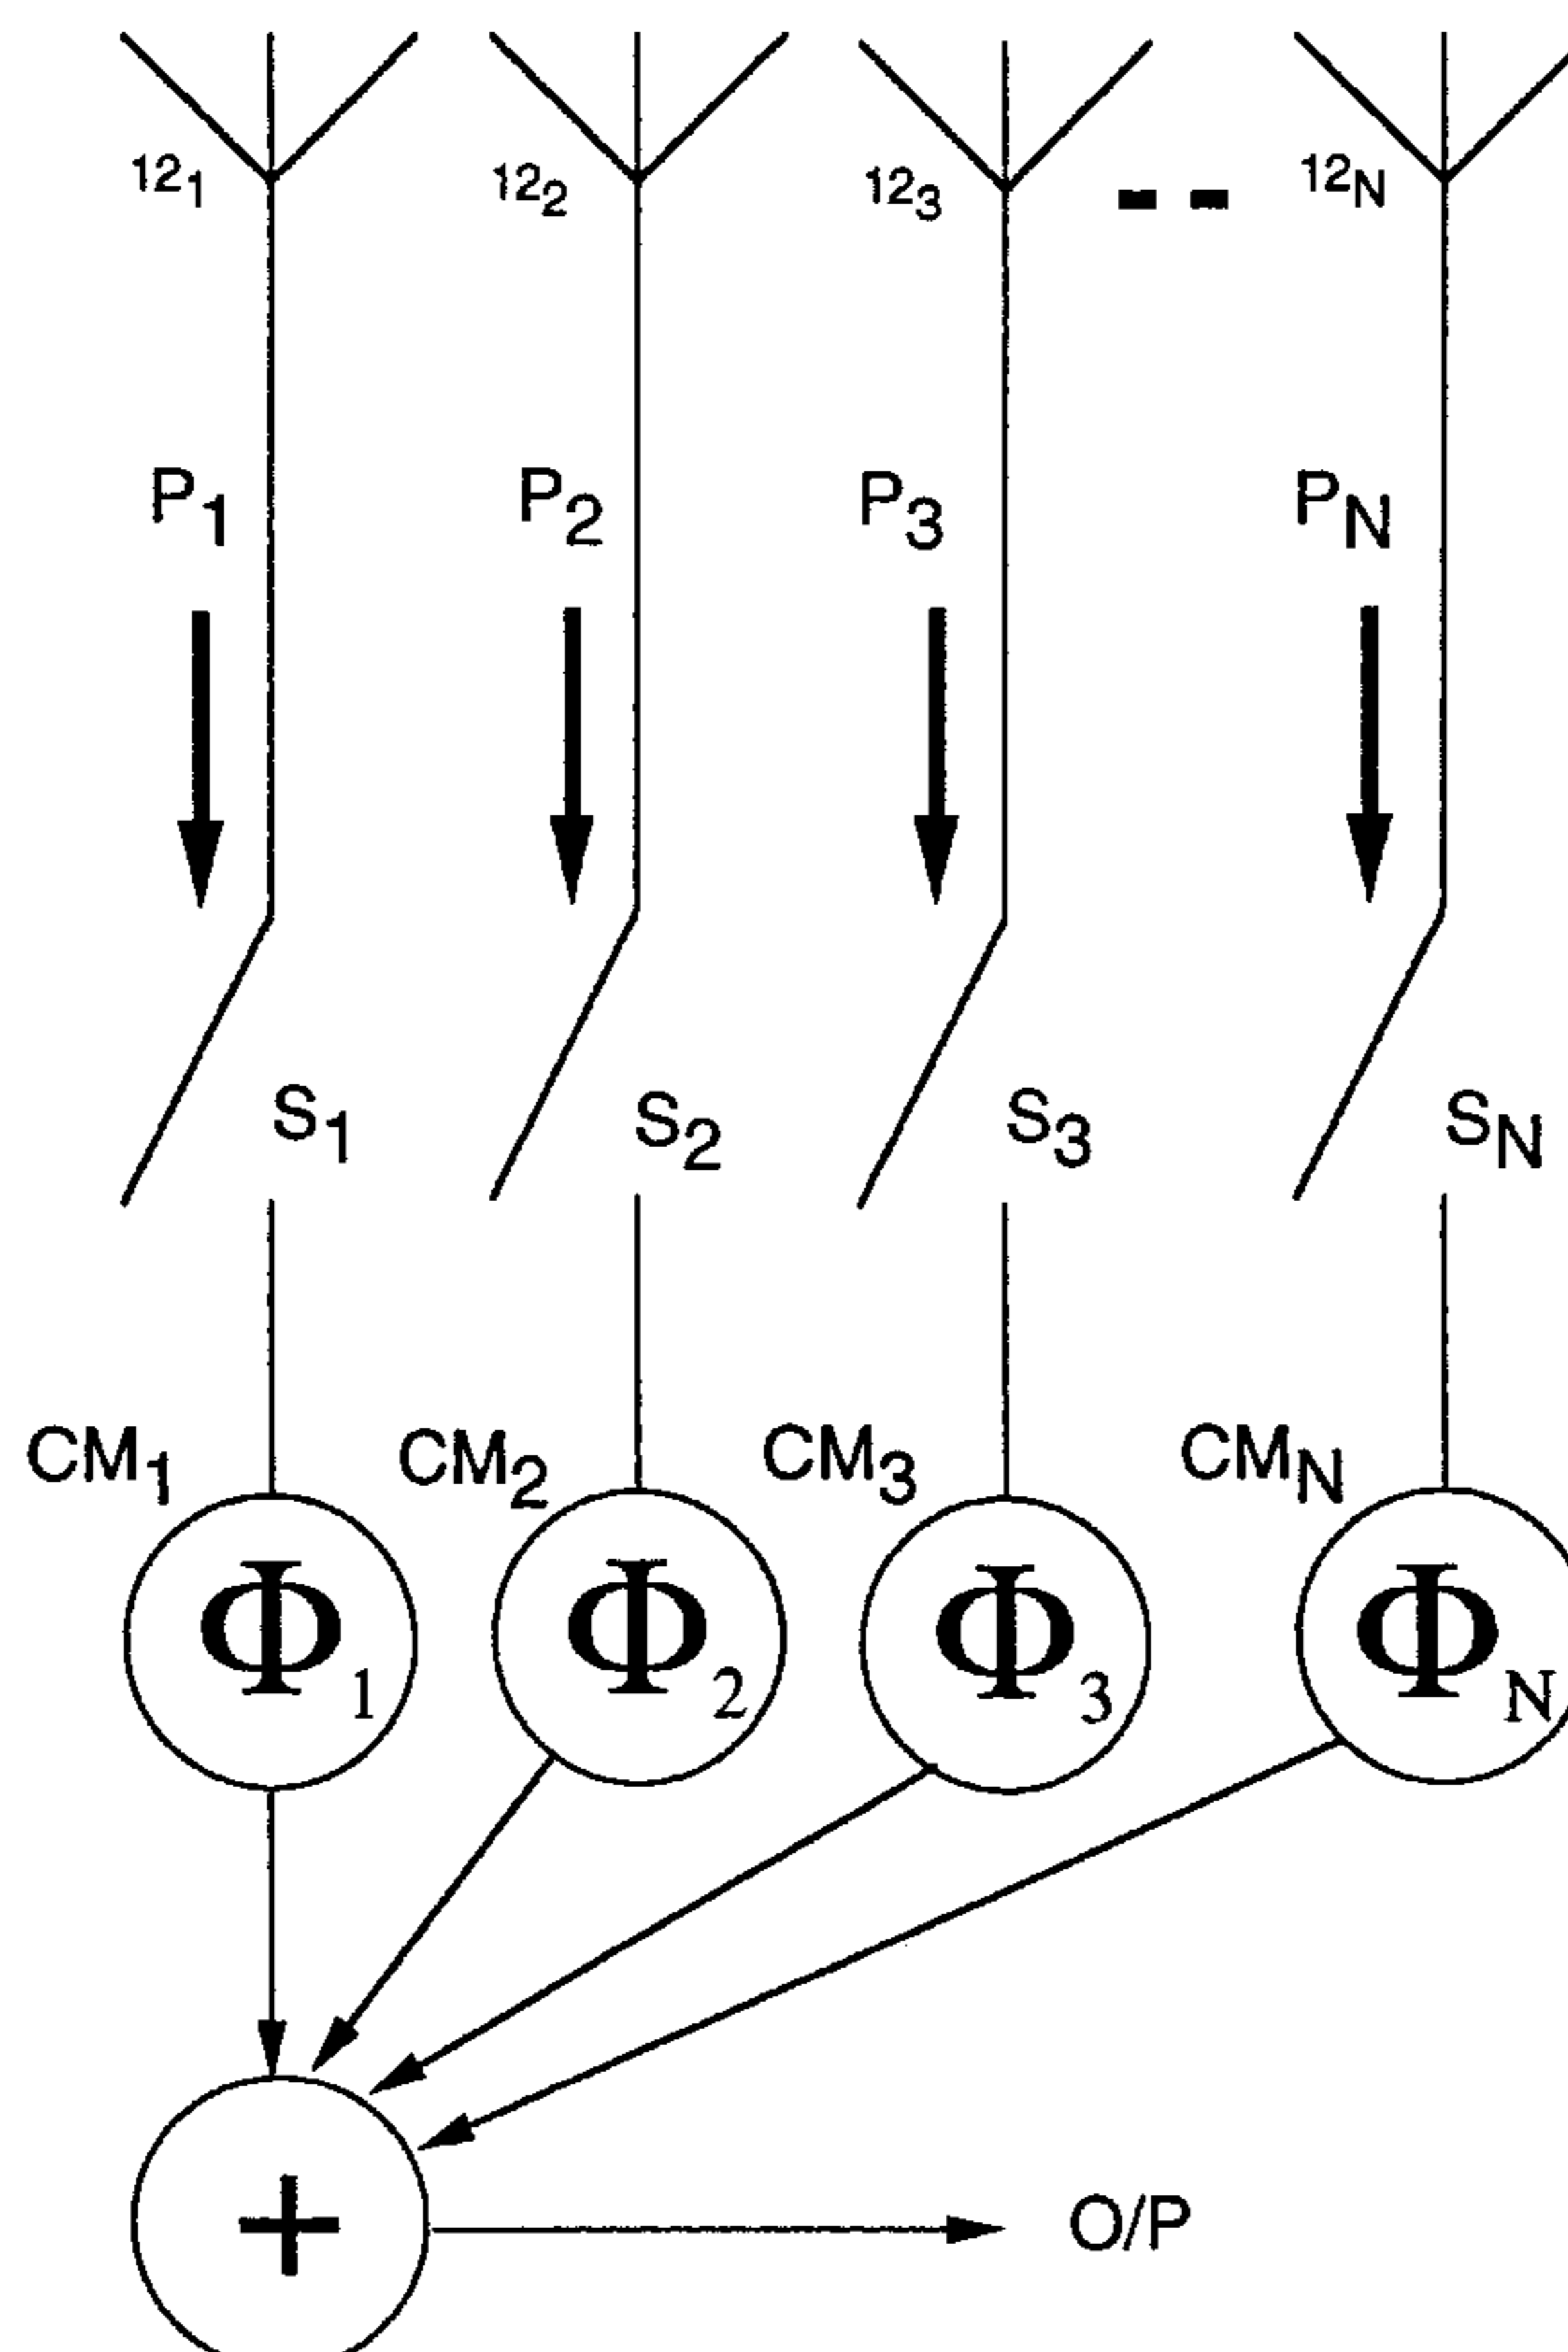 12₁ 12₂ 12₃ -- 12N
P₁ P₂ P₃ PN
S₁ S₂ S₃ SN
CM₁ CM₂ CM₃ CMN
Φ₁ Φ₂ Φ₃ ΦN
+ O/P